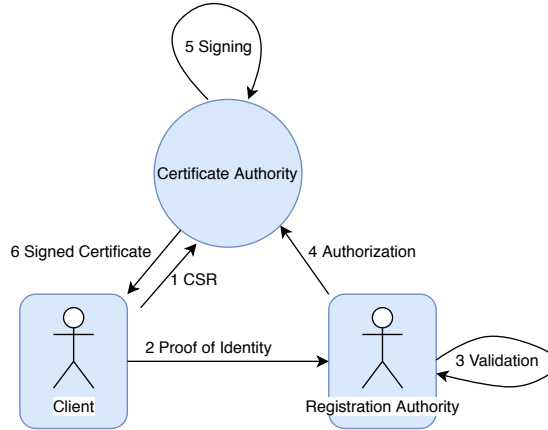 5 Signing
Certificate Authority
6 Signed Certificate
4 Authorization
1 CSR
2 Proof of Identity
3 Validation
Client
Registration Authority